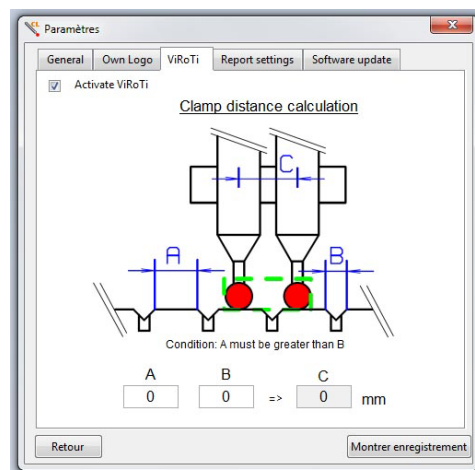 CL
Paramètres
x
General Own Logo ViRoTi Report settings Software update
Activate ViRoTi
Clamp distance calculation
C
A
B
Condition: A must be greater than B
A B C
0 0 => 0 mm
Retour Montrer enregistrement